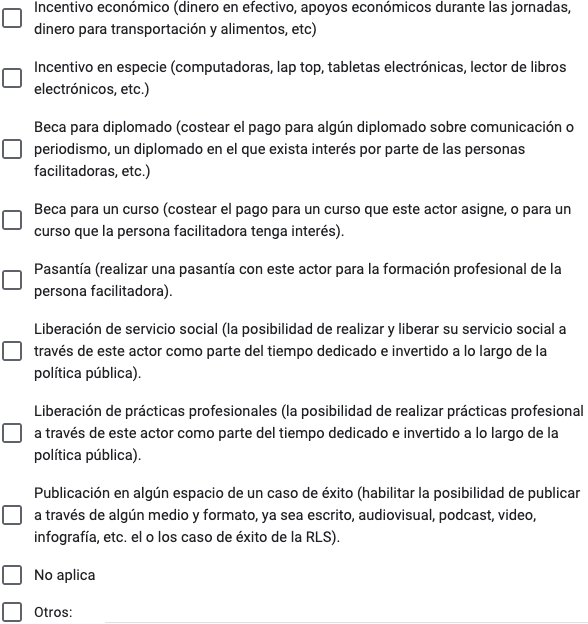 Incentivo económico (dinero en efectivo, apoyos económicos durante las jornadas,
dinero para transportación y alimentos, etc)
Incentivo en especie (computadoras, lap top, tabletas electrónicas, lector de libros
electrónicos, etc.)
Beca para diplomado (costear el pago para algún diplomado sobre comunicación o
periodismo, un diplomado en el que exista interés por parte de las personas
facilitadoras, etc.)
Beca para un curso (costear el pago para un curso que este actor asigne, o para un
curso que la persona facilitadora tenga interés).
Pasantía (realizar una pasantía con este actor para la formación profesional de la
persona facilitadora).
Liberación de servicio social (la posibilidad de realizar y liberar su servicio social a
través de este actor como parte del tiempo dedicado e invertido a lo largo de la
política pública).
Liberación de prácticas profesionales (la posibilidad de realizar prácticas profesional
a través de este actor como parte del tiempo dedicado e invertido a lo largo de la
política pública).
Publicación en algún espacio de un caso de éxito (habilitar la posibilidad de publicar
a través de algún medio y formato, ya sea escrito, audiovisual, podcast, video,
infografía, etc. el o los caso de éxito de la RLS).
No aplica
Otros: